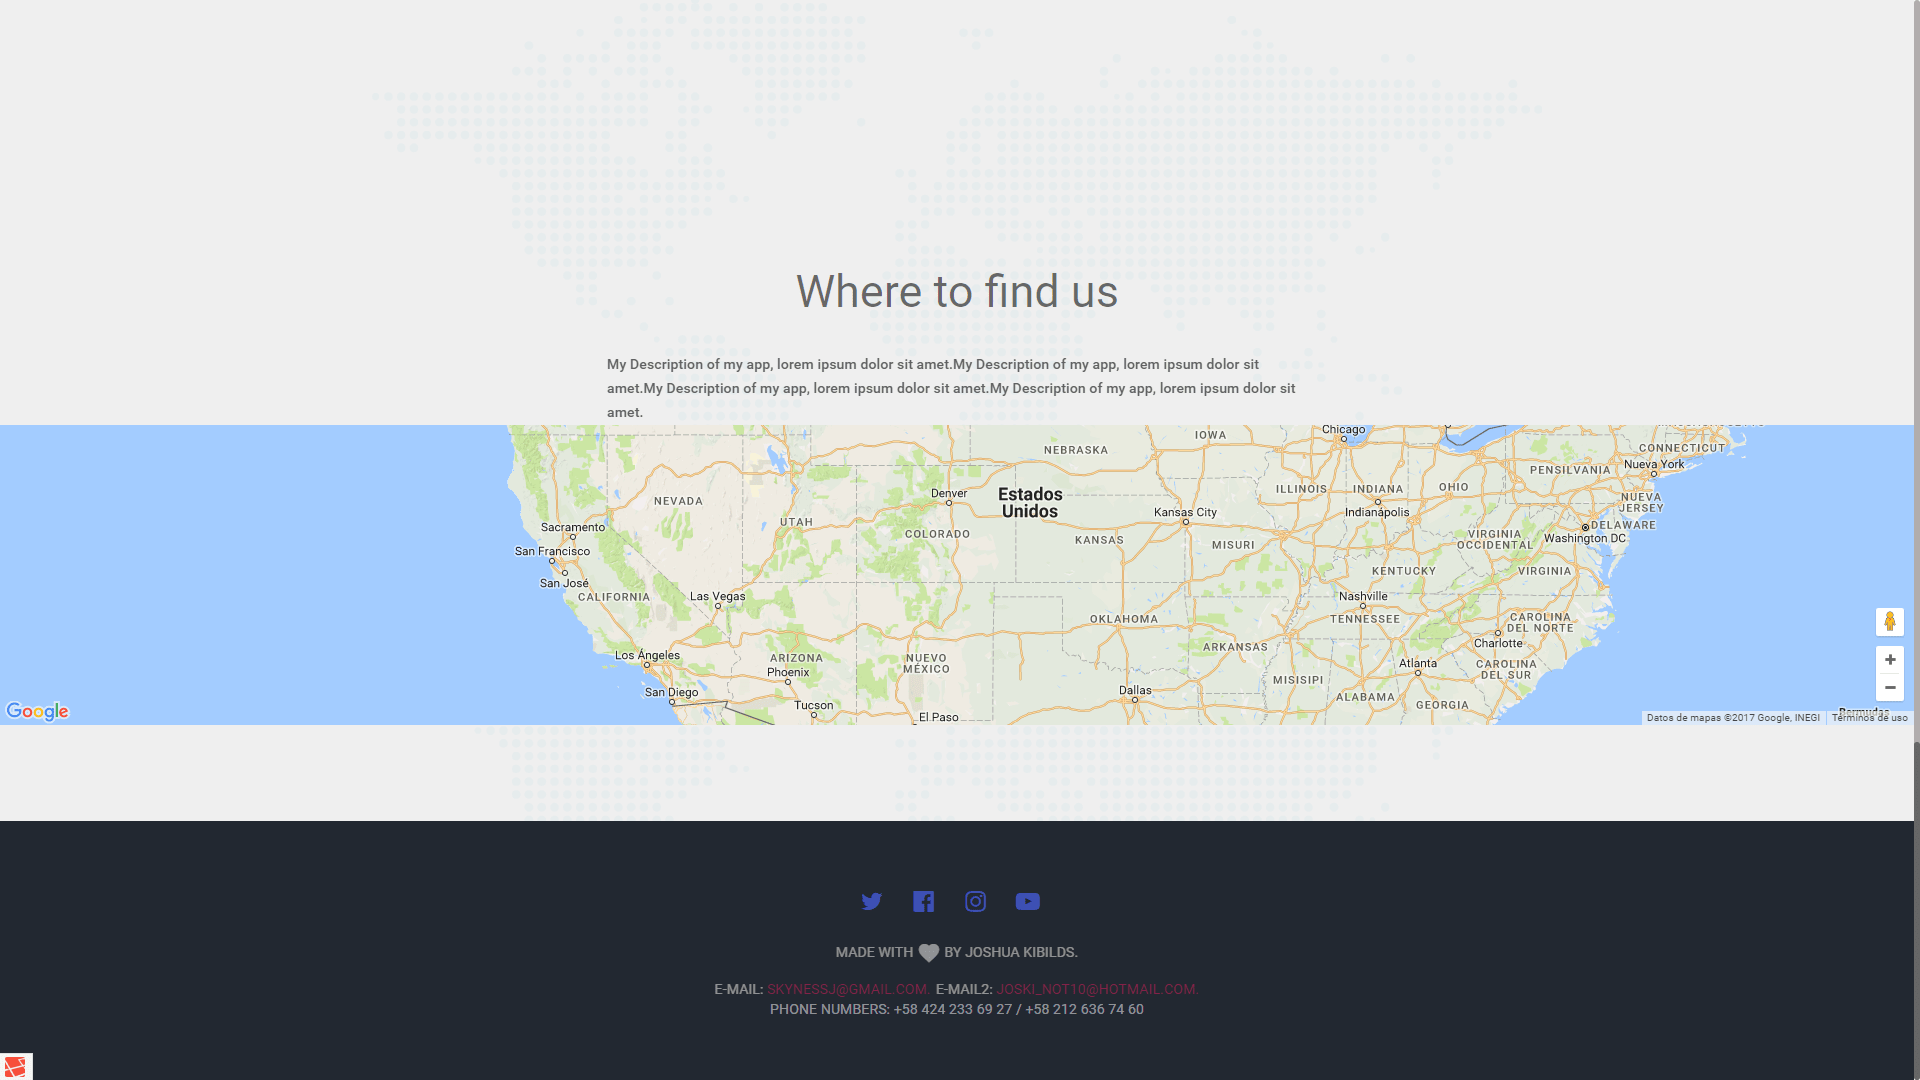 Where to find us
My Description of my app, lorem ipsum dolor sit amet.My Description of my app, lorem ipsum dolor sit
amet.My Description of my app, lorem ipsum dolor sit amet.My Description of my app, lorem ipsum dolor sit
amet.
Chicago
IOWA
NEBRASKA
CONNECTICUT
PENSILVANIA
Nueva York
Denver
Estados
Unidos
ILLINOIS
INDIANA
OHIO
NEVADA
NUEVA
JERSEY
Kansas City
Indianápolis
UTAH
Sacramento
DELAWARE
COLORADO
KANSAS
MISURI
VIRGINIA
OCCIDENTAL
Washington DC
San Francisco
San José
KENTUCKY
VIRGINIA
CALIFORNIA
Las Vegas
Nashville
OKLAHOMA
TENNESSEE
CAROLINA
DEL NORTE
Charlotte
ARKANSAS
Los Ángeles
ARIZONA
NUEVO
MÉXICO
Phoenix
Atlanta
CAROLINA
DEL SUR
MISISIPI
San Diego
Dallas
ALABAMA
GEORGIA
Tucson
El Paso
Google
Bermudas
Datos de mapas ©2017 Google, INEGI
Términos de uso
MADE WITH BY JOSHUA KIBILDS.
E-MAIL: SKYNESSJ@GMAIL.COM. E-MAIL2: JOSKI_NOT10@HOTMAIL.COM.
PHONE NUMBERS: +58 424 233 69 27 / +58 212 636 74 60